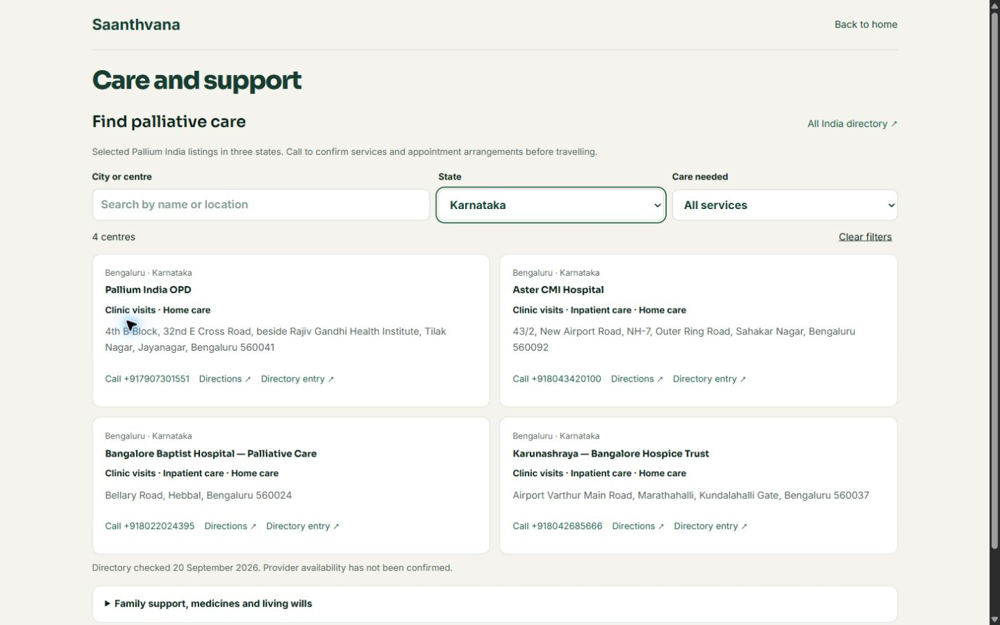 Saanthvana
Back to home
Care and support
Find palliative care
All India directory ↗
Selected Pallium India listings in three states. Call to confirm services and appointment arrangements before travelling.
City or centre
State
Care needed
Search by name or location
Karnataka
All services
4 centres
Clear filters
Bengaluru · Karnataka
Pallium India OPD
Clinic visits · Home care
4th B Block, 32nd E Cross Road, beside Rajiv Gandhi Health Institute, Tilak
Nagar, Jayanagar, Bengaluru 560041
Call +917907301551 Directions ↗ Directory entry ↗
Bengaluru · Karnataka
Aster CMI Hospital
Clinic visits · Inpatient care · Home care
43/2, New Airport Road, NH-7, Outer Ring Road, Sahakar Nagar, Bengaluru
560092
Call +918043420100 Directions ↗ Directory entry ↗
Bengaluru · Karnataka
Bangalore Baptist Hospital — Palliative Care
Clinic visits · Inpatient care · Home care
Bellary Road, Hebbal, Bengaluru 560024
Call +918022024395 Directions ↗ Directory entry ↗
Bengaluru · Karnataka
Karunashraya — Bangalore Hospice Trust
Clinic visits · Inpatient care · Home care
Airport Varthur Main Road, Marathahalli, Kundalahalli Gate, Bengaluru 560037
Call +918042685666 Directions ↗ Directory entry ↗
Directory checked 20 September 2026. Provider availability has not been confirmed.
Family support, medicines and living wills